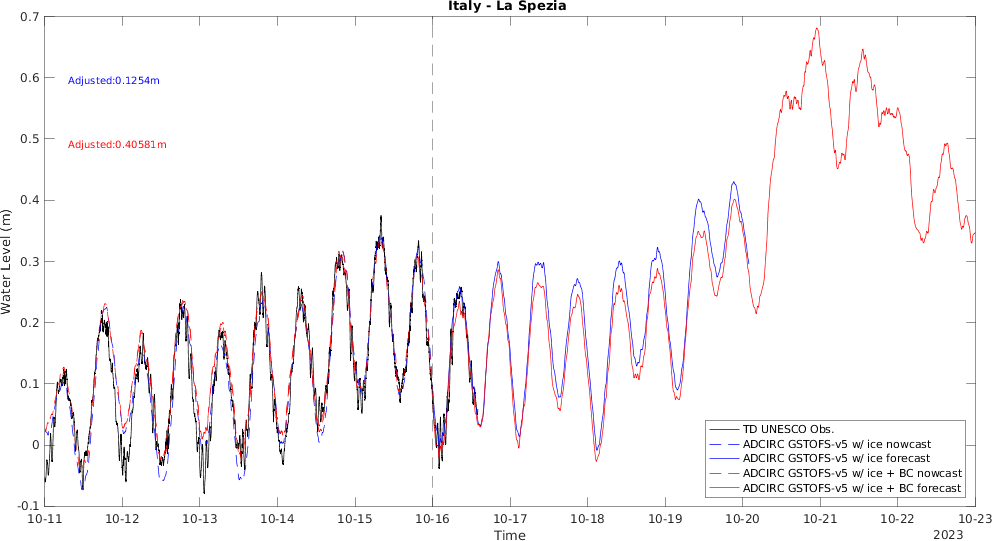 Italy - La Spezia
0.7
0.6
0.5
0.4
0.3
0.2
0.1
0
-0.1
Water Level (m)
Adjusted:0.1254m
Adjusted:0.40581m
TD UNESCO Obs.
ADCIRC GSTOFS-v5 w/ ice nowcast
ADCIRC GSTOFS-v5 w/ ice forecast
ADCIRC GSTOFS-v5 w/ ice + BC nowcast
ADCIRC GSTOFS-v5 w/ ice + BC forecast
10-11 10-12 10-13 10-14 10-15 10-16 10-17 10-18 10-19 10-20 10-21 10-22 10-23
Time
2023